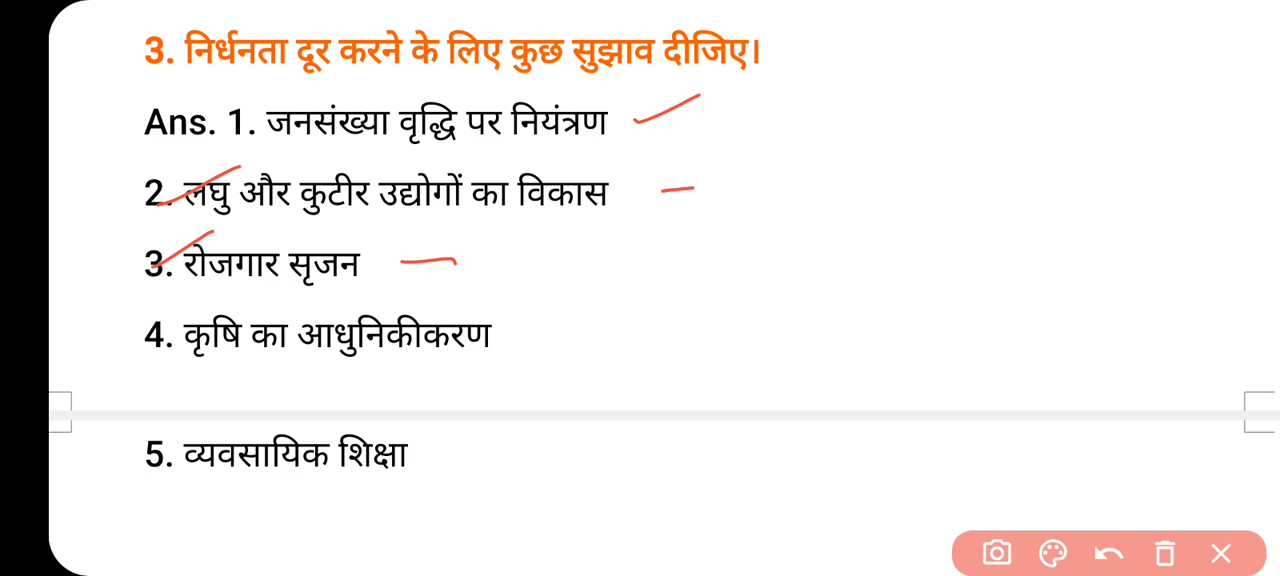 3. निर्धनता दूर करने के लिए कुछ सुझाव दीजिए।
Ans. 1. जनसंख्या वृद्धि पर नियंत्रण
2. लघु और कुटीर उद्योगों का विकास
3. रोजगार सृजन
4. कृषि का आधुनिकीकरण
5. व्यवसायिक शिक्षा